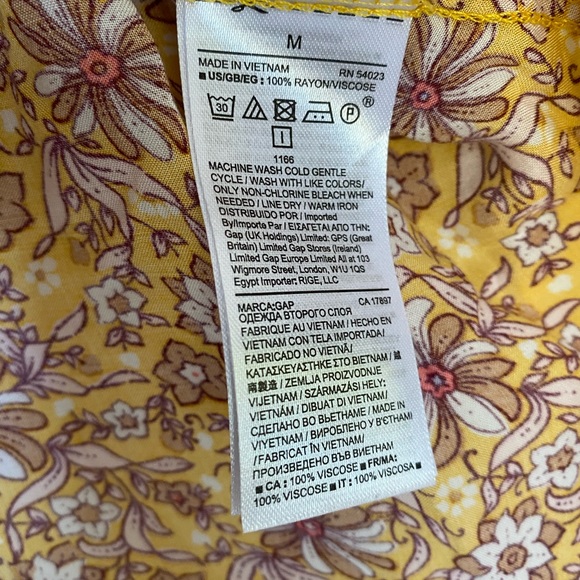 M
MADE IN VIETNAM RN 54023
■ US/GB/EG : 100% RAYON/VISCOSE
30 P ®
1166
MACHINE WASH COLD GENTLE
CYCLE / WASH WITH LIKE COLORS/
ONLY NON-CHLORINE BLEACH WHEN
NEEDED / LINE DRY / WARM IRON
DISTRIBUIDO POR / Imported
By/Importe Par / ΕΙΣΑΓΕΤΑΙ ΑΠΟ ΤΗΝ:
Gap (UK Holdings) Limited: GPS (Great
Britain) Limited Gap Stores (Ireland)
Limited Gap Europe Limited All at 103
Wigmore Street, London, W1U 1QS
Egypt Importer: RIGE, LLC
MARCA:GAP CA 17897
ОДЕЖДА ВТОРОГО СЛОЯ
FABRIQUE AU VIETNAM / HECHO EN
VIETNAM CON TELA IMPORTADA/
FABRICADO NO VIETNÃ /
ΚΑΤΑΣΚΕΥΑΣΤΗΚΕ ΣΤΟ ΒΙΕΤΝΑΜ / 越
南製造 / ZEMLJA PROIZVODNJE
VIJETNAM / SZÁRMAZÁSI HELY:
VIETNÁM / DIBUAT DI VIETNAM /
СДЕЛАНО ВО ВЬЕТНАМЕ / MADE IN
VIYETNAM / ВИРОБЛЕНО У В'ЄТНАМІ
/ FABBRICATO IN VIETNAM /
ПРОИЗВЕДЕНО ВЪВ ВИЕТНАМ
■ CA : 100% VISCOSE ■ FR/MA:
100% VISCOSE ■ IT : 100% VISCOSA